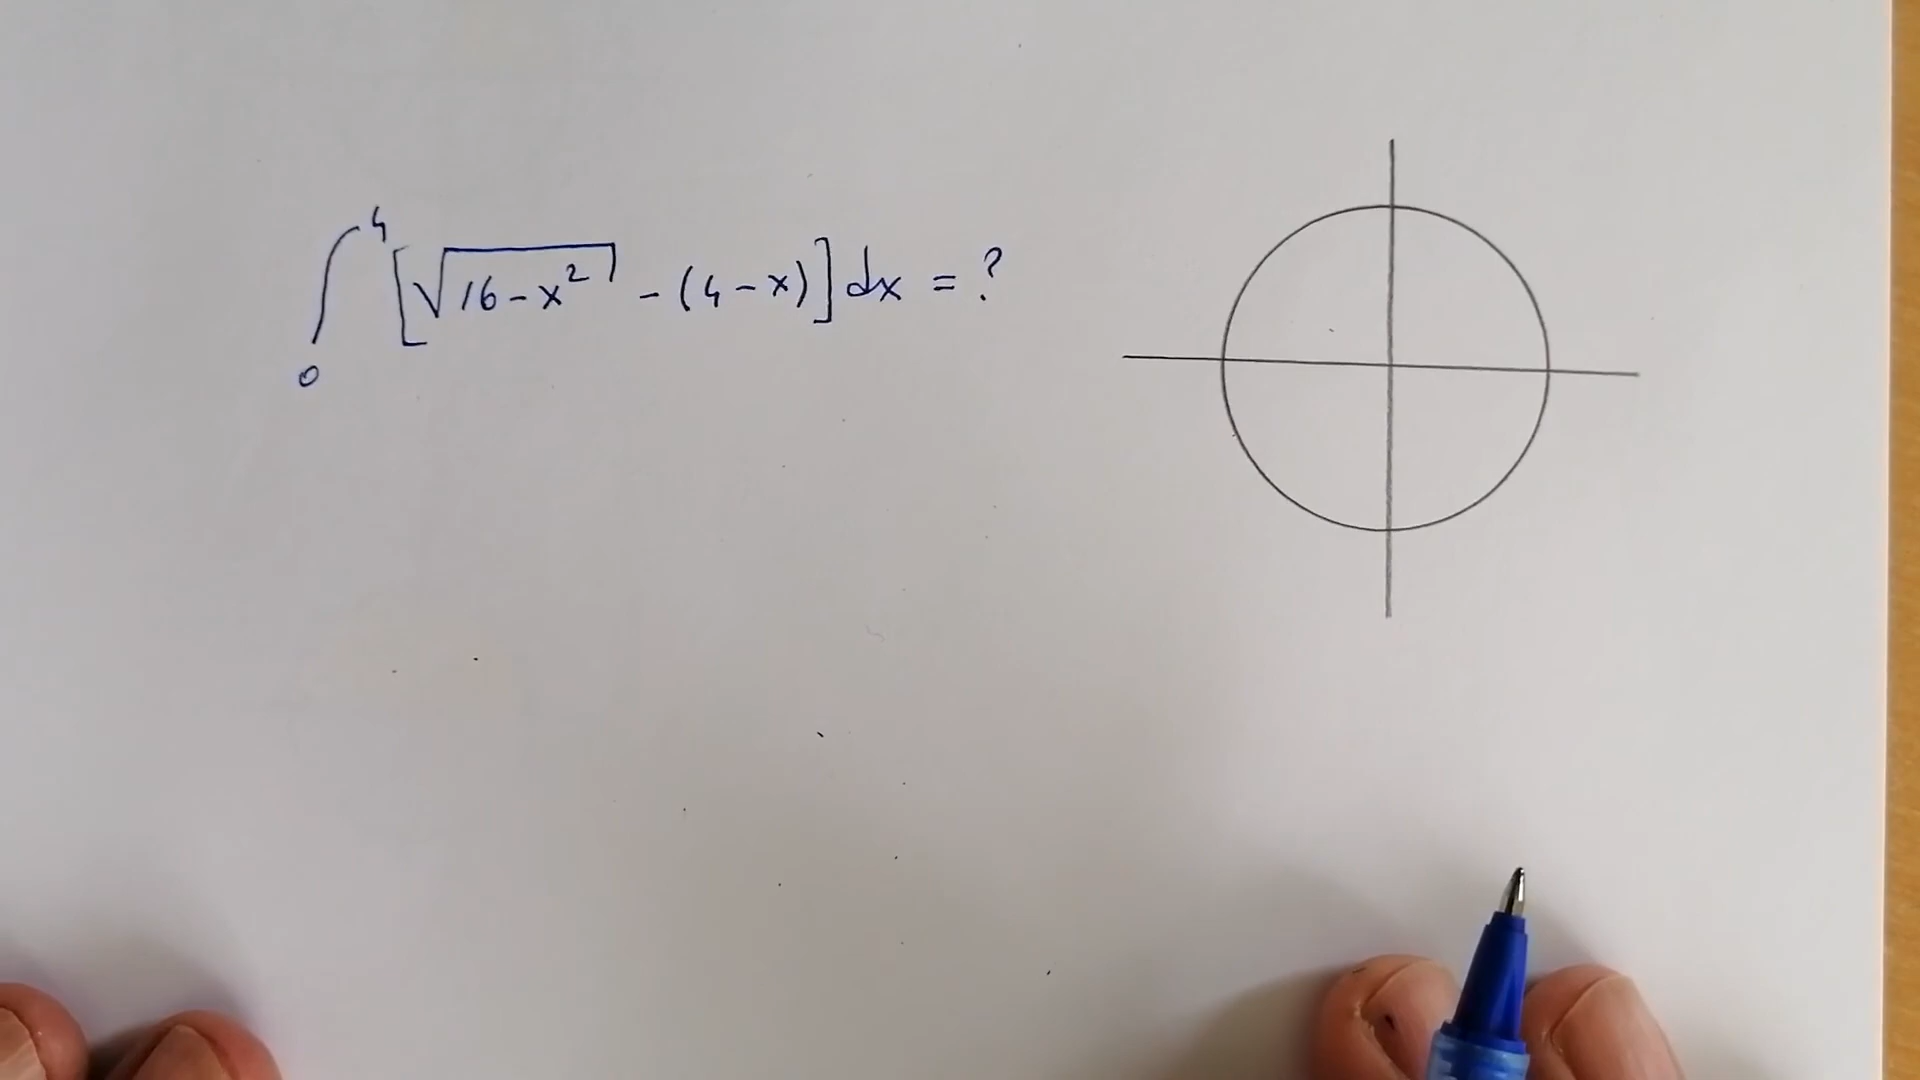 ∫₀⁴ [√(16-x²) - (4-x)] dx = ?